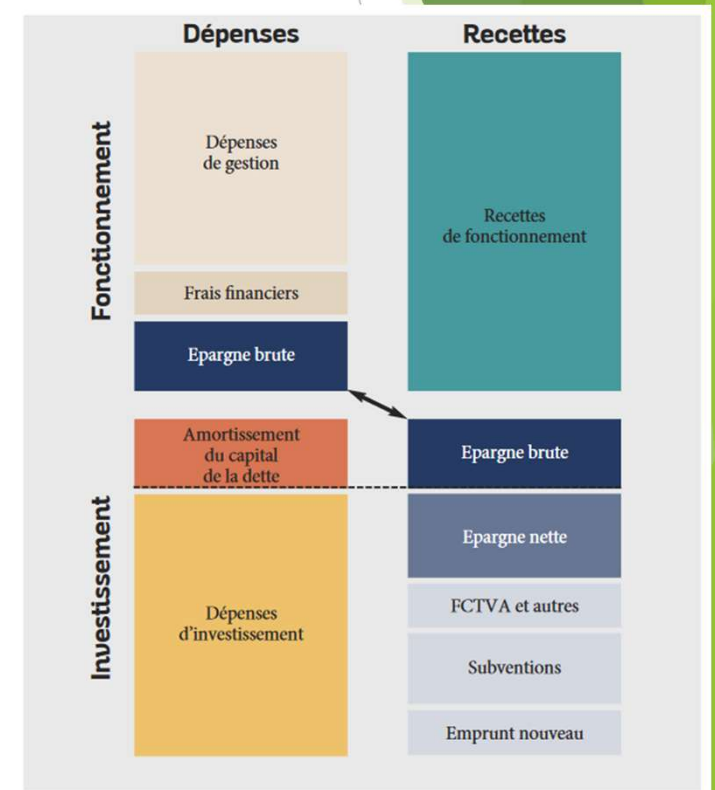 Dépenses
Recettes
Fonctionnement
Dépenses
de gestion
Recettes
de fonctionnement
Frais financiers
Epargne brute
Investissement
Amortissement
du capital
de la dette
Epargne brute
Epargne nette
Dépenses
d'investissement
FCTVA et autres
Subventions
Emprunt nouveau